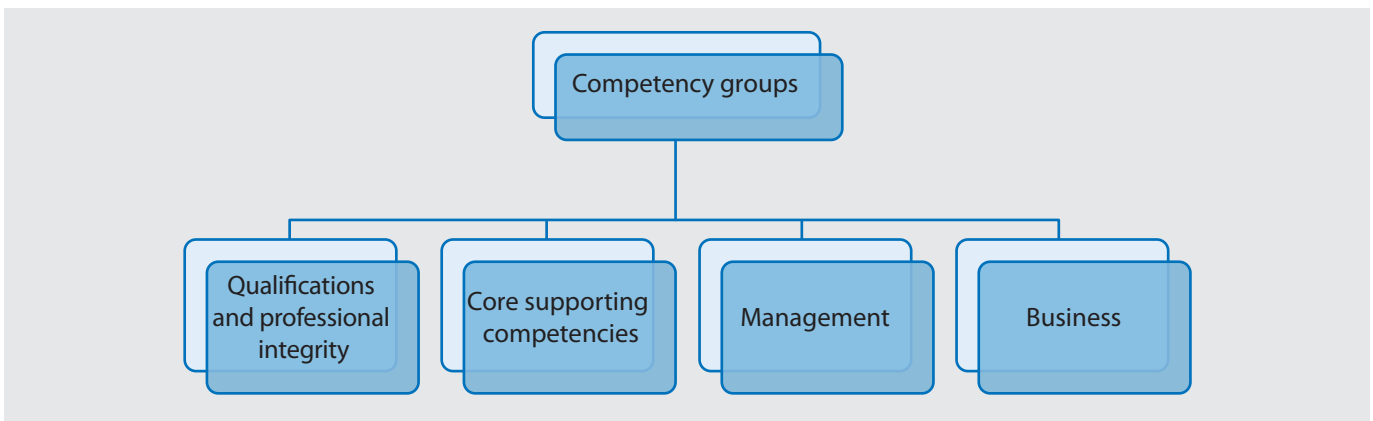 Competency groups
Qualifications
and professional
integrity
Core supporting
competencies
Management
Business